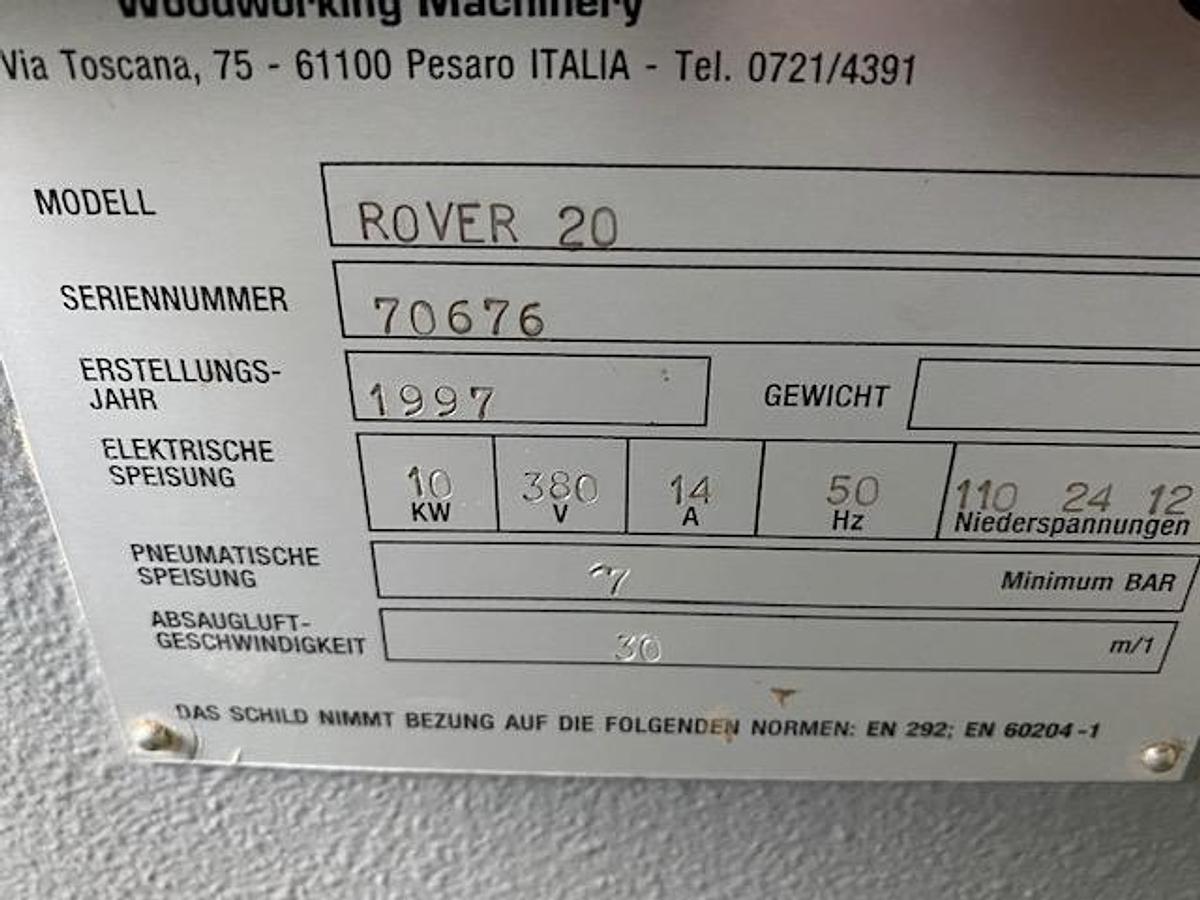 Woodworking Machinery
Via Toscana, 75 - 61100 Pesaro ITALIA - Tel. 0721/4391
MODELL ROVER 20
SERIENNUMMER 70676
ERSTELLUNGS-
JAHR 1997 GEWICHT
ELEKTRISCHE
SPEISUNG
10 380 14 50 110 24 12
KW V A Hz Niederspannungen
PNEUMATISCHE
SPEISUNG 7 Minimum BAR
ABSAUGLUFT-
GESCHWINDIGKEIT 30 m/1
DAS SCHILD NIMMT BEZUNG AUF DIE FOLGENDEN NORMEN: EN 292; EN 60204-1